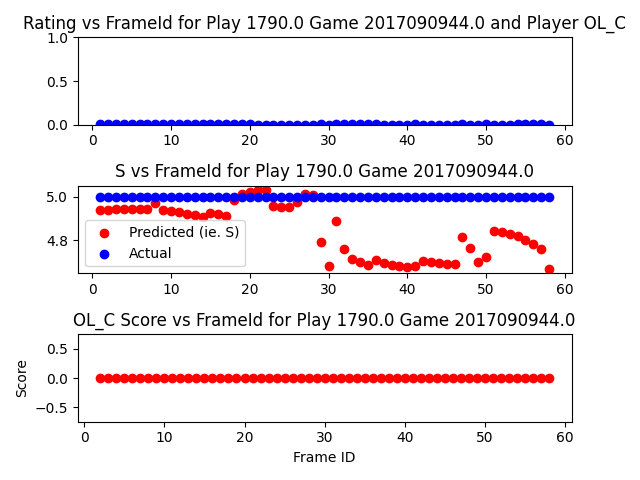 Rating vs FrameId for Play 1790.0 Game 2017090944.0 and Player OL_C
1.0
0.5
0.0
0 10 20 30 40 50 60
S vs FrameId for Play 1790.0 Game 2017090944.0
5.0
4.8
Predicted (ie. S)
Actual
0 10 20 30 40 50 60
OL_C Score vs FrameId for Play 1790.0 Game 2017090944.0
0.5
0.0
−0.5
Score
0 10 20 30 40 50 60
Frame ID